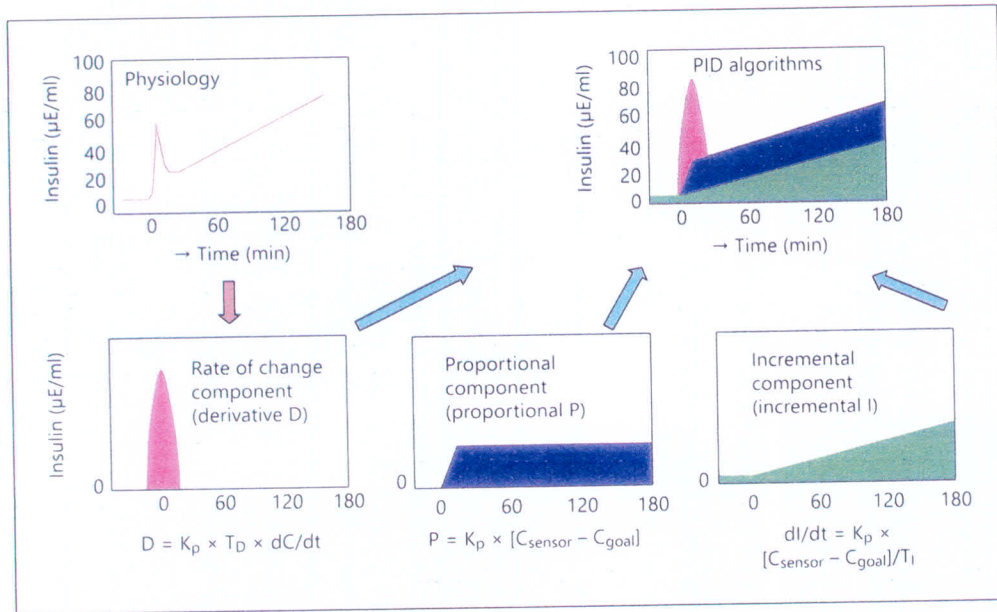 Physiology
Insulin (µE/ml)
100
80
60
40
20
0
0 60 120 180
→ Time (min)
PID algorithms
Insulin (µE/ml)
100
80
60
40
20
0
0 60 120 180
→ Time (min)
Insulin (µE/ml)
Rate of change
component
(derivative D)
0
0 60 120 180
D = Kp × TD × dC/dt
Proportional
component
(proportional P)
0
0 60 120 180
P = Kp × [Csensor – Cgoal]
Incremental
component
(incremental I)
0
0 60 120 180
dI/dt = Kp ×
[Csensor – Cgoal]/TI